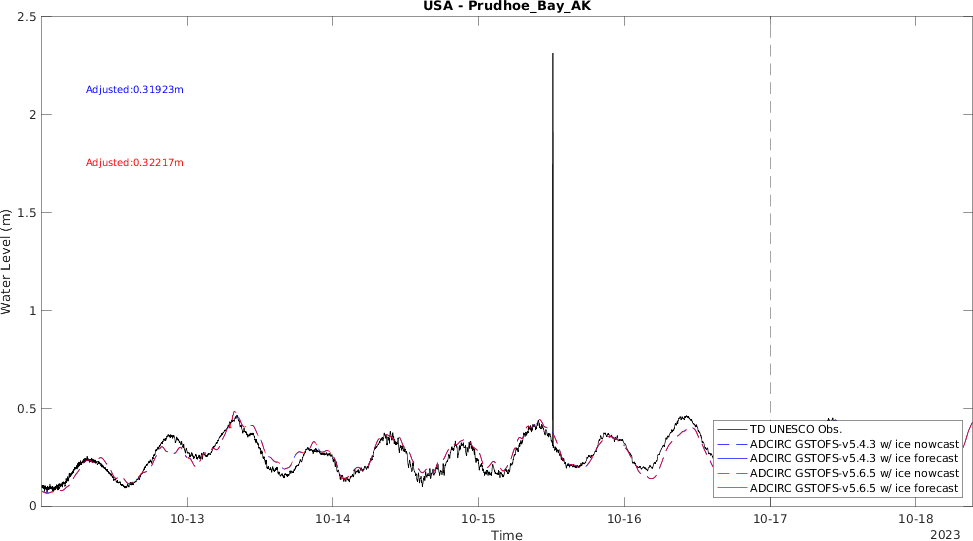 USA - Prudhoe_Bay_AK
2.5
2
1.5
1
0.5
0
Water Level (m)
Adjusted:0.31923m
Adjusted:0.32217m
TD UNESCO Obs.
ADCIRC GSTOFS-v5.4.3 w/ ice nowcast
ADCIRC GSTOFS-v5.4.3 w/ ice forecast
ADCIRC GSTOFS-v5.6.5 w/ ice nowcast
ADCIRC GSTOFS-v5.6.5 w/ ice forecast
10-13 10-14 10-15 10-16 10-17 10-18
Time
2023